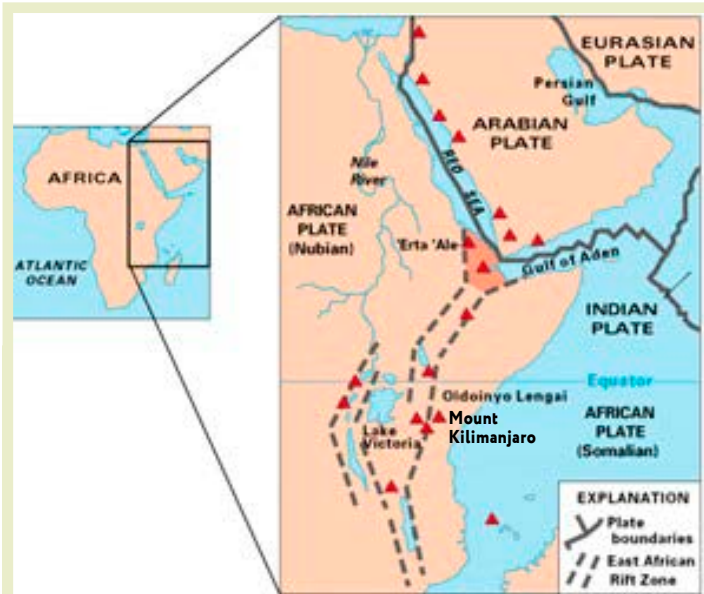 AFRICA
ATLANTIC
OCEAN
EURASIAN
PLATE
Persian
Gulf
ARABIAN
PLATE
RED SEA
Nile
River
AFRICAN
PLATE
(Nubian)
'Erta 'Ale
Gulf of Aden
INDIAN
PLATE
Equator
Oldoinyo Lengai
Mount
Kilimanjaro
Lake
Victoria
AFRICAN
PLATE
(Somalian)
EXPLANATION
Plate
boundaries
East African
Rift Zone